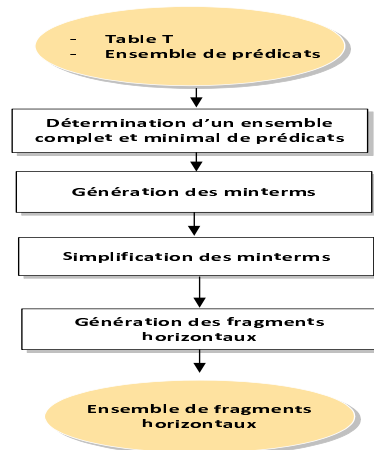 - Table T
- Ensemble de prédicats
Détermination d'un ensemble
complet et minimal de prédicats
Génération des minterms
Simplification des minterms
Génération des fragments
horizontaux
Ensemble de fragments
horizontaux